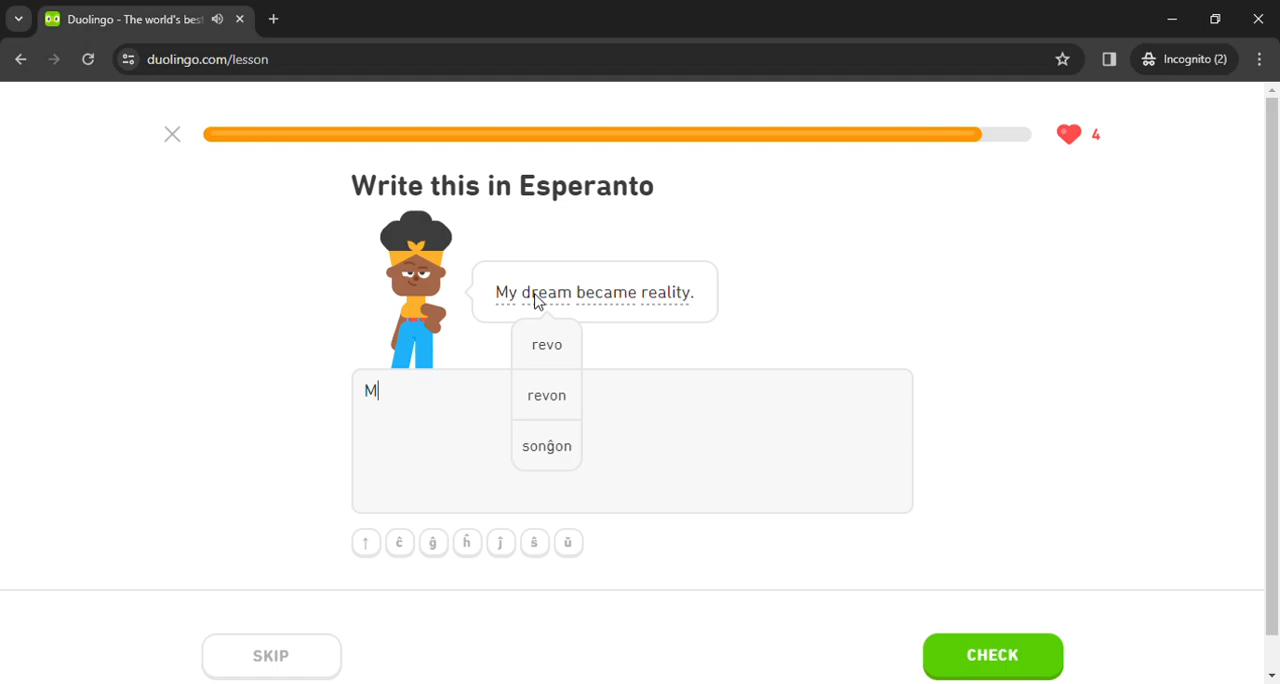 Duolingo - The world's bes
duolingo.com/lesson
Incognito (2)
4
Write this in Esperanto
My dream became reality.
revo
revon
sonĝon
M
↑ ĉ ĝ ĥ ĵ ŝ ŭ
SKIP
CHECK